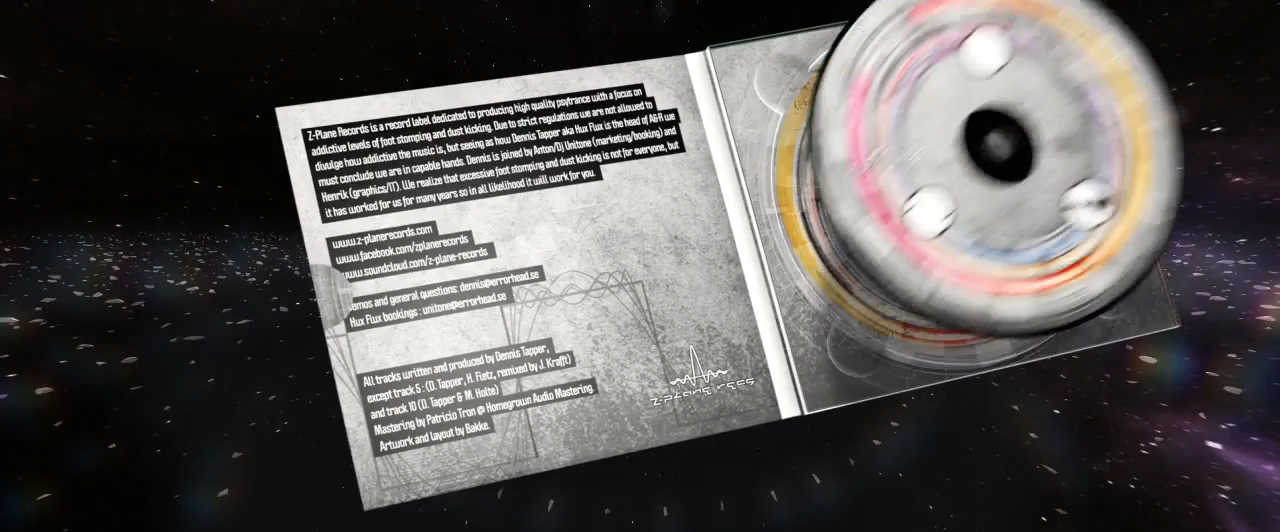 Z-Plane Records is a record label dedicated to producing high quality psytrance with a focus on
addictive levels of foot stomping and dust kicking. Due to strict regulations we are not allowed to
divulge how addictive the music is, but seeing as how Dennis Tapper aka Hux Flux is the head of A&R we
must conclude we are in capable hands. Dennis is joined by Anton/Dj Unitone (marketing/booking) and
Henrik (graphics/IT). We realize that excessive foot stomping and dust kicking is not for everyone, but
it has worked for us for many years so in all likelihood it will work for you.
www.z-planerecords.com
www.facebook.com/zplanerecords
www.soundcloud.com/z-plane-records
emos and general questions: dennis@errorhead.se
Hux Flux bookings : unitone@errorhead.se
All tracks written and produced by Dennis Tapper,
except track 5 : (D. Tapper, H. Fietz, remixed by J. Krafft)
and track 10 (D. Tapper & M. Holte)
Mastering by Patricio Tron @ Homegrown Audio Mastering.
Artwork and layout by Bakke.
z-plane recs